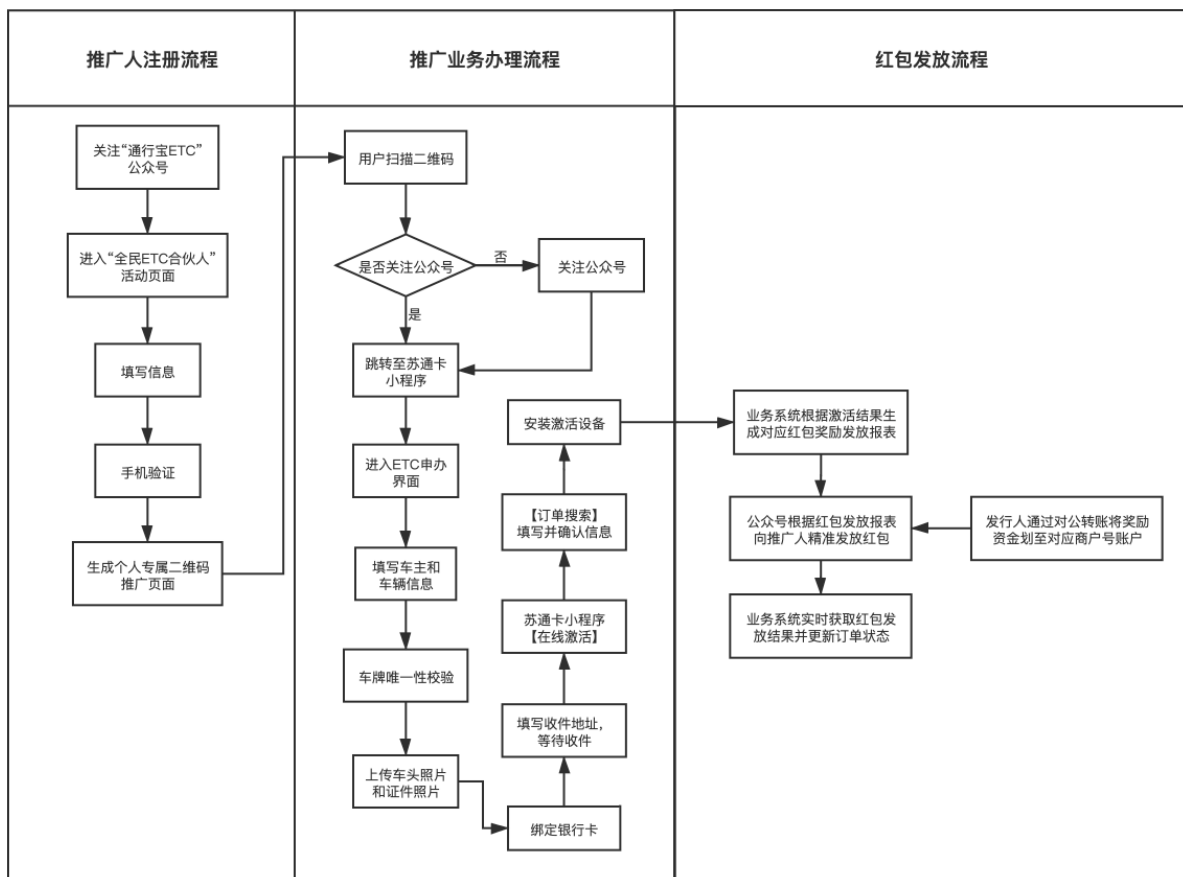 推广人注册流程
推广业务办理流程
红包发放流程
关注“通行宝ETC”
公众号
进入“全民ETC合伙人”
活动页面
填写信息
手机验证
生成个人专属二维码
推广页面
用户扫描二维码
是否关注公众号
否
关注公众号
是
跳转至苏通卡
小程序
进入ETC申办
界面
填写车主和
车辆信息
车牌唯一性校验
上传车头照片
和证件照片
绑定银行卡
填写收件地址，
等待收件
苏通卡小程序
【在线激活】
【订单搜索】
填写并确认信息
安装激活设备
业务系统根据激活结果生
成对应红包奖励发放报表
公众号根据红包发放报表
向推广人精准发放红包
发行人通过对公转账将奖励
资金划至对应商户号账户
业务系统实时获取红包发
放结果并更新订单状态